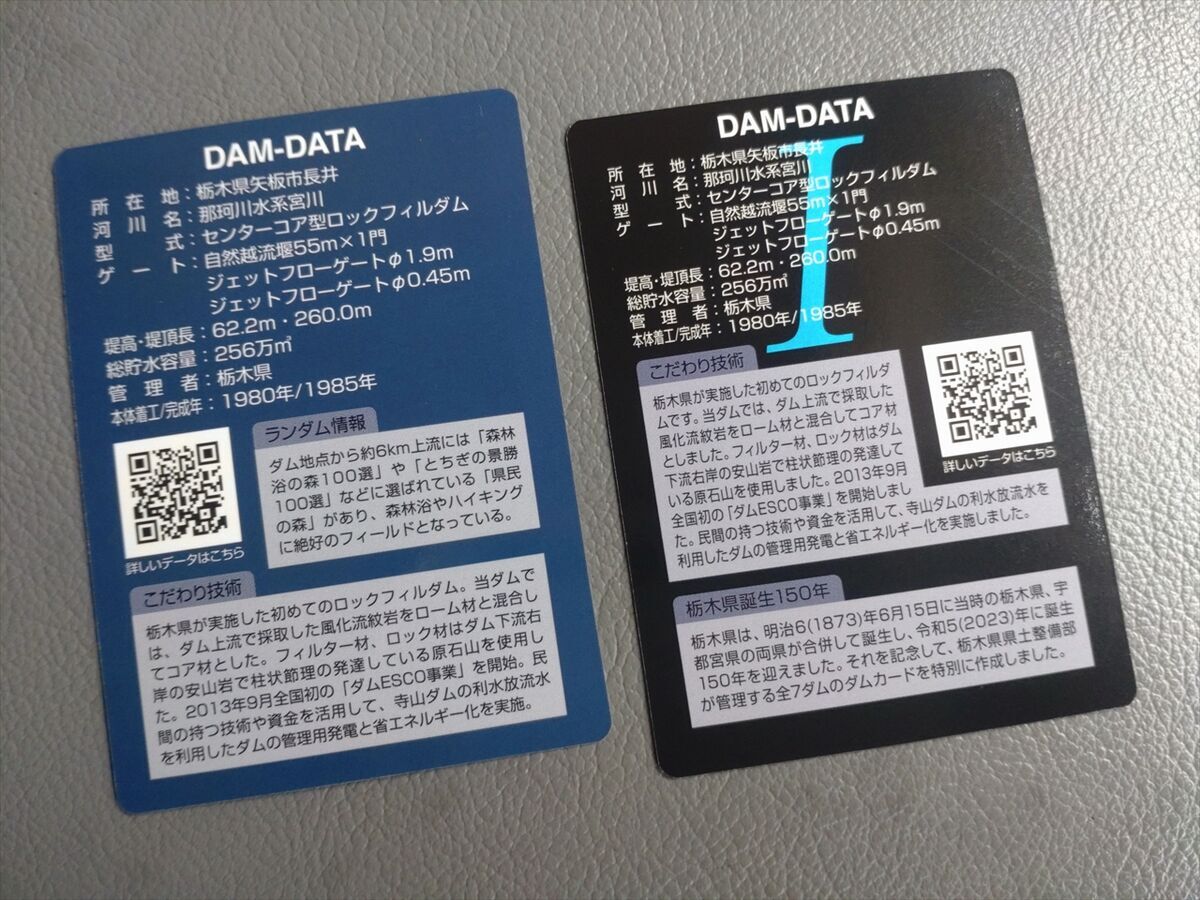 DAM-DATA
所在地：栃木県矢板市長井
河川名：那珂川水系宮川
型式：センターコア型ロックフィルダム
ゲート：自然越流堰55m×1門
ジェットフローゲートφ1.9m
ジェットフローゲートφ0.45m
堤高・堤頂長：62.2m・260.0m
総貯水容量：256万㎥
管理者：栃木県
本体着工/完成年：1980年/1985年
詳しいデータはこちら
ランダム情報
ダム地点から約6km上流には「森林
浴の森100選」や「とちぎの景勝
100選」などに選ばれている「県民
の森」があり、森林浴やハイキング
に絶好のフィールドとなっている。
こだわり技術
栃木県が実施した初めてのロックフィルダム。当ダムで
は、ダム上流で採取した風化流紋岩をローム材と混合し
てコア材とした。フィルター材、ロック材はダム下流右
岸の安山岩で柱状節理の発達している原石山を使用し
た。2013年9月全国初の「ダムESCO事業」を開始。民
間の持つ技術や資金を活用して、寺山ダムの利水放流水
を利用したダムの管理用発電と省エネルギー化を実施。
DAM-DATA
I
所在地：栃木県矢板市長井
河川名：那珂川水系宮川
型式：センターコア型ロックフィルダム
ゲート：自然越流堰55m×1門
ジェットフローゲートφ1.9m
ジェットフローゲートφ0.45m
堤高・堤頂長：62.2m・260.0m
総貯水容量：256万㎥
管理者：栃木県
本体着工/完成年：1980年/1985年
こだわり技術
栃木県が実施した初めてのロックフィルダ
ムです。当ダムでは、ダム上流で採取した
風化流紋岩をローム材と混合してコア材
としました。フィルター材、ロック材はダム
下流右岸の安山岩で柱状節理の発達して
いる原石山を使用しました。2013年9月
全国初の「ダムESCO事業」を開始しまし
た。民間の持つ技術や資金を活用して、寺山ダムの利水放流水を
利用したダムの管理用発電と省エネルギー化を実施しました。
詳しいデータはこちら
栃木県誕生150年
栃木県は、明治6(1873)年6月15日に当時の栃木県、宇
都宮県の両県が合併して誕生し、令和5(2023)年に誕生
150年を迎えました。それを記念して、栃木県県土整備部
が管理する全7ダムのダムカードを特別に作成しました。